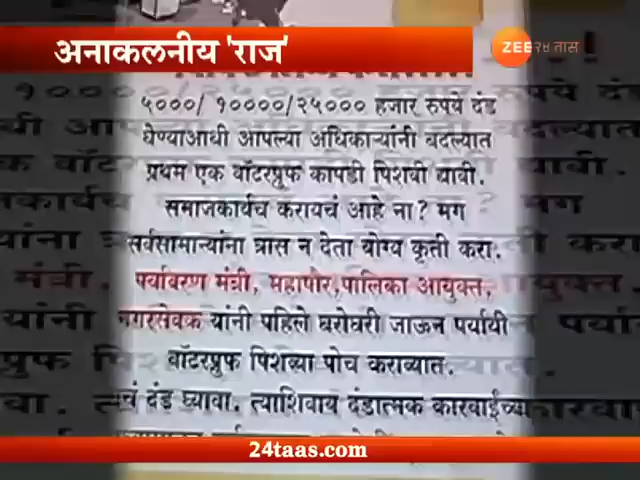 अनाकलनीय 'राज'
ZEE २४ तास
५०००/ १००००/२५००० हजार रुपये दंड
घेण्याआधी आपल्या अधिकाऱ्यांनी बदल्यात
प्रथम एक वॉटरप्रुफ कापडी पिशवी द्यावी.
समाजकार्यच करायचं आहे ना? मग
सर्वसामान्यांना त्रास न देता योग्य कृती करा.
पर्यावरण मंत्री, महापौर,पालिका आयुक्त,
नगरसेवक यांनी पहिले घरोघरी जाऊन पर्यायी
वॉटरप्रुफ पिशव्या पोच कराव्यात.
दंड घ्यावा. त्याशिवाय दंडात्मक कारवाईच्या
24taas.com